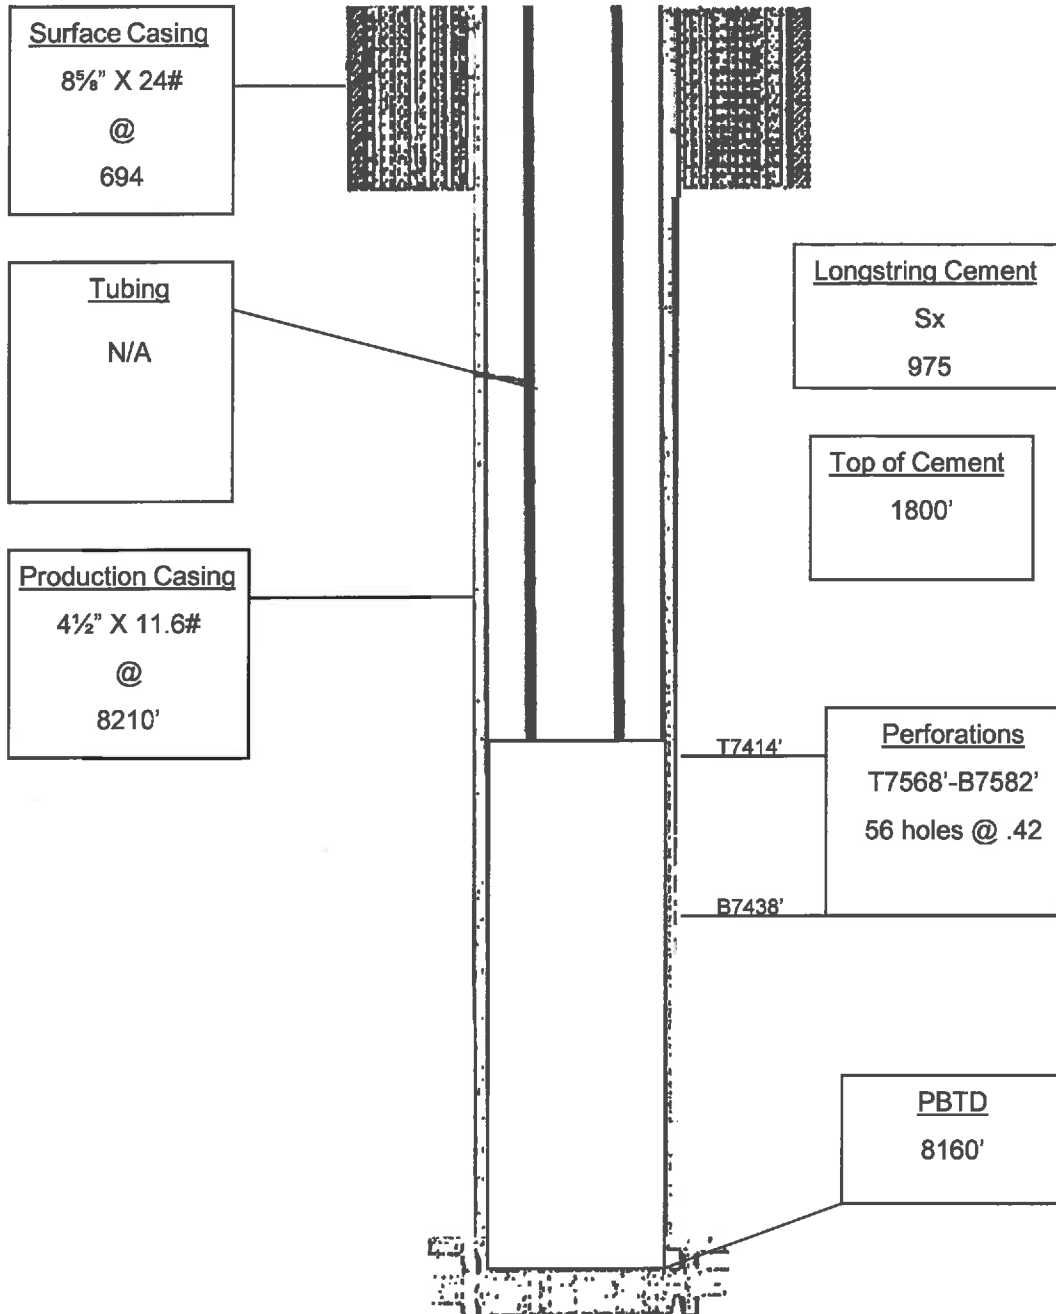 Surface Casing
8⅝" X 24#
@
694
Tubing
N/A
Production Casing
4½" X 11.6#
@
8210'
Longstring Cement
Sx
975
Top of Cement
1800'
T7414'
B7438'
Perforations
T7568'-B7582'
56 holes @ .42
PBTD
8160'